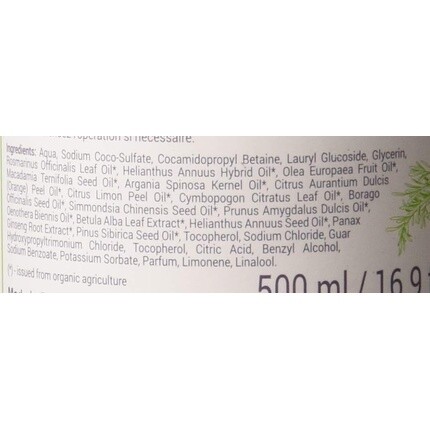 l'opération si nécessaire.
Ingredients: Aqua, Sodium Coco-Sulfate, Cocamidopropyl Betaine, Lauryl Glucoside, Glycerin,
Rosmarinus Officinalis Leaf Oil*, Helianthus Annuus Hybrid Oil*, Olea Europaea Fruit Oil*,
Macadamia Ternifolia Seed Oil*, Argania Spinosa Kernel Oil*, Citrus Aurantium Dulcis
(Orange) Peel Oil*, Citrus Limon Peel Oil*, Cymbopogon Citratus Leaf Oil*, Borago
Officinalis Seed Oil*, Simmondsia Chinensis Seed Oil*, Prunus Amygdalus Dulcis Oil*,
Oenothera Biennis Oil*, Betula Alba Leaf Extract*, Helianthus Annuus Seed Oil*, Panax
Ginseng Root Extract*, Pinus Sibirica Seed Oil*, Tocopherol, Sodium Chloride, Guar
Hydroxypropyltrimonium Chloride, Tocopherol, Citric Acid, Benzyl Alcohol,
Sodium Benzoate, Potassium Sorbate, Parfum, Limonene, Linalool.
(*) - issued from organic agriculture
500 ml / 16.9